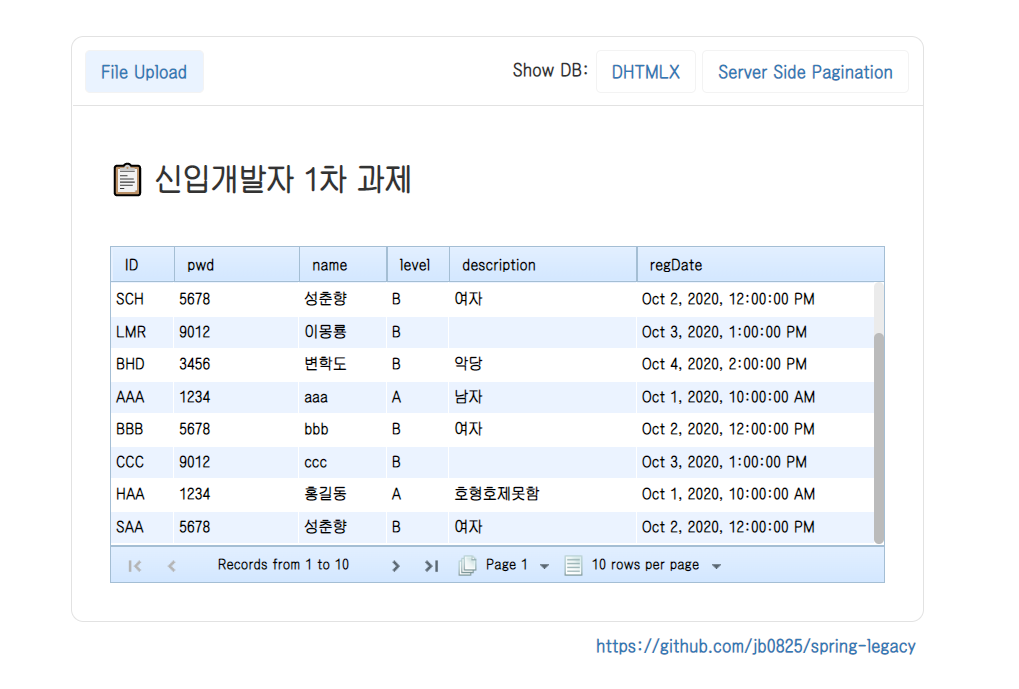 File Upload Show DB: DHTMLX Server Side Pagination
신입개발자 1차 과제
ID pwd name level description regDate
SCH 5678 성춘향 B 여자 Oct 2, 2020, 12:00:00 PM
LMR 9012 이몽룡 B Oct 3, 2020, 1:00:00 PM
BHD 3456 변학도 B 악당 Oct 4, 2020, 2:00:00 PM
AAA 1234 aaa A 남자 Oct 1, 2020, 10:00:00 AM
BBB 5678 bbb B 여자 Oct 2, 2020, 12:00:00 PM
CCC 9012 ccc B Oct 3, 2020, 1:00:00 PM
HAA 1234 홍길동 A 호형호제못함 Oct 1, 2020, 10:00:00 AM
SAA 5678 성춘향 B 여자 Oct 2, 2020, 12:00:00 PM
Records from 1 to 10 Page 1 10 rows per page
https://github.com/jb0825/spring-legacy